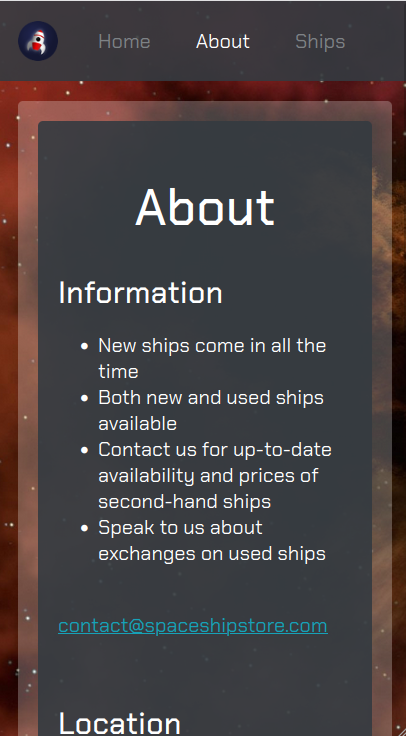 Home About Ships
About
Information
New ships come in all the
time
Both new and used ships
available
Contact us for up-to-date
availability and prices of
second-hand ships
Speak to us about
exchanges on used ships
contact@spaceshipstore.com
Location